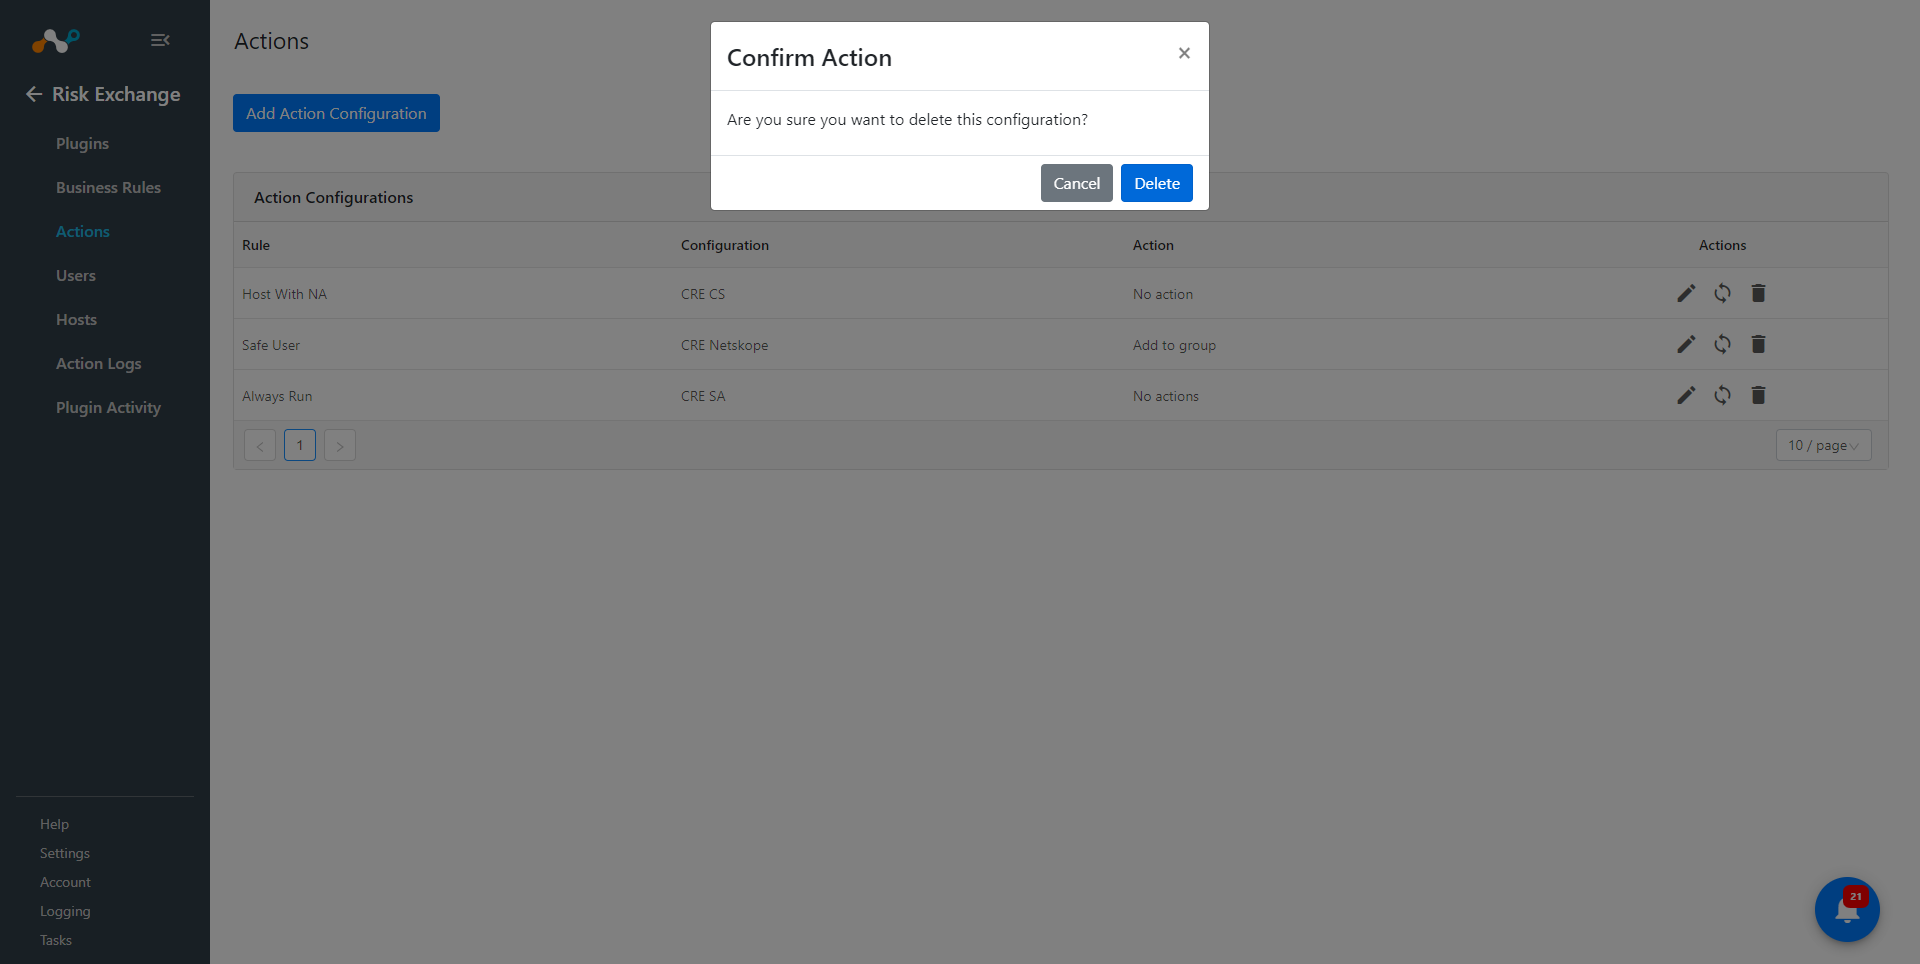 Risk Exchange
Plugins
Business Rules
Actions
Users
Hosts
Action Logs
Plugin Activity
Help
Settings
Account
Logging
Tasks
Actions
Add Action Configuration
Confirm Action ×
Are you sure you want to delete this configuration?
Cancel Delete
Action Configurations
Rule Configuration Action Actions
Host With NA CRE CS No action
Safe User CRE Netskope Add to group
Always Run CRE SA No actions
< 1 > 10 / page
21